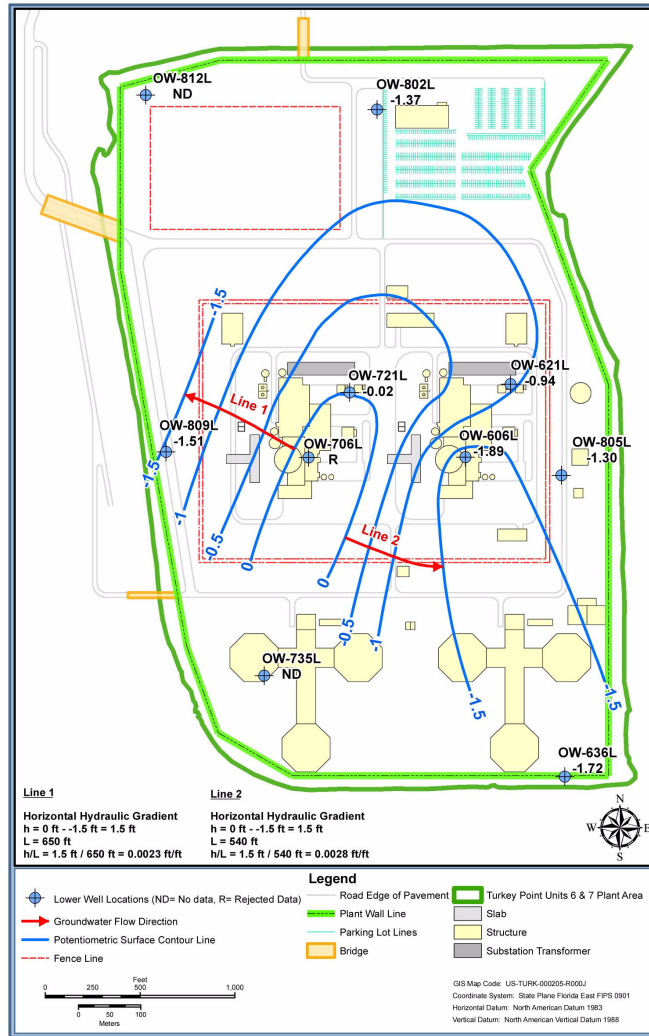 OW-812L
ND
OW-802L
-1.37
-1.5
OW-721L
-0.02
OW-621L
-0.94
Line 1
OW-809L
-1.51
OW-706L
R
OW-606L
-1.89
OW-805L
-1.30
-1.5
-1
-0.5
0
Line 2
0
-0.5
-1
OW-735L
ND
-1.5
-1.5
OW-636L
-1.72
Line 1
Horizontal Hydraulic Gradient
h = 0 ft - -1.5 ft = 1.5 ft
L = 650 ft
h/L = 1.5 ft / 650 ft = 0.0023 ft/ft
Line 2
Horizontal Hydraulic Gradient
h = 0 ft - -1.5 ft = 1.5 ft
L = 540 ft
h/L = 1.5 ft / 540 ft = 0.0028 ft/ft
N
W E
S
Legend
Lower Well Locations (ND= No data, R= Rejected Data)
Groundwater Flow Direction
Potentiometric Surface Contour Line
Fence Line
Road Edge of Pavement
Plant Wall Line
Parking Lot Lines
Bridge
Turkey Point Units 6 & 7 Plant Area
Slab
Structure
Substation Transformer
Feet
0 250 500 1,000
0 50 100
Meters
GIS Map Code: US-TURK-000205-R000J
Coordinate System: State Plane Florida East FIPS 0901
Horizontal Datum: North American Datum 1983
Vertical Datum: North American Vertical Datum 1988